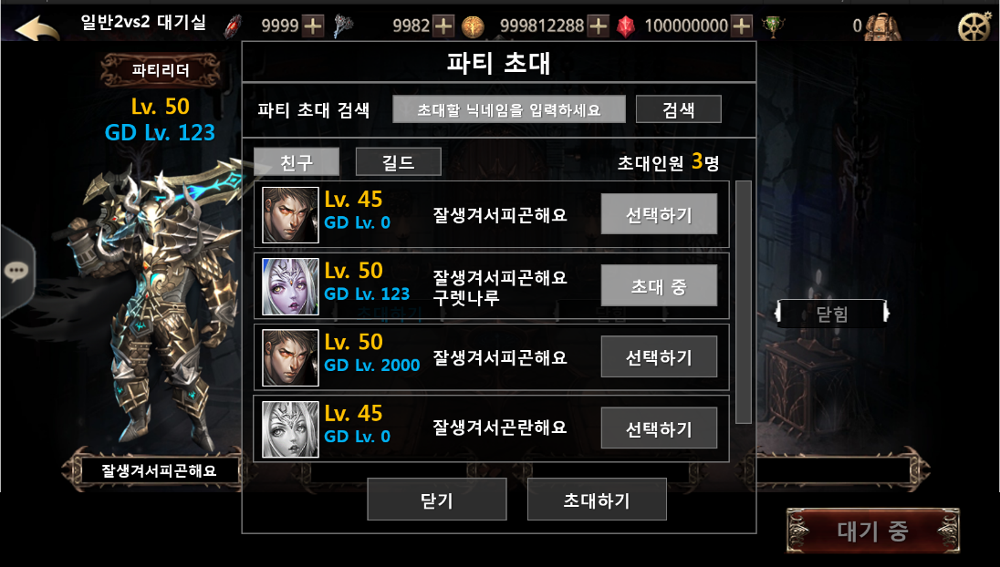 일반2vs2 대기실 9999 9982 999812288 100000000 0
파티 초대
파티리더
파티 초대 검색 초대할 닉네임을 입력하세요 검색
Lv. 50
GD Lv. 123
친구 길드 초대인원 3명
Lv. 45
GD Lv. 0
잘생겨서피곤해요
선택하기
Lv. 50
GD Lv. 123
잘생겨서피곤해요
구렛나루
초대 중
초대하기
닫힘
닫힘
Lv. 50
GD Lv. 2000
잘생겨서피곤해요
선택하기
Lv. 45
GD Lv. 0
잘생겨서곤란해요
선택하기
잘생겨서피곤해요
닫기 초대하기
대기 중